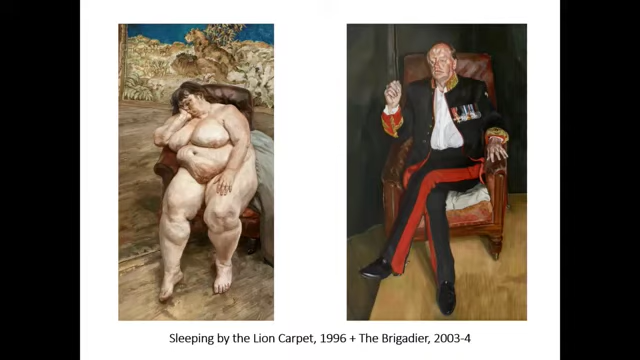 Sleeping by the Lion Carpet, 1996 + The Brigadier, 2003-4